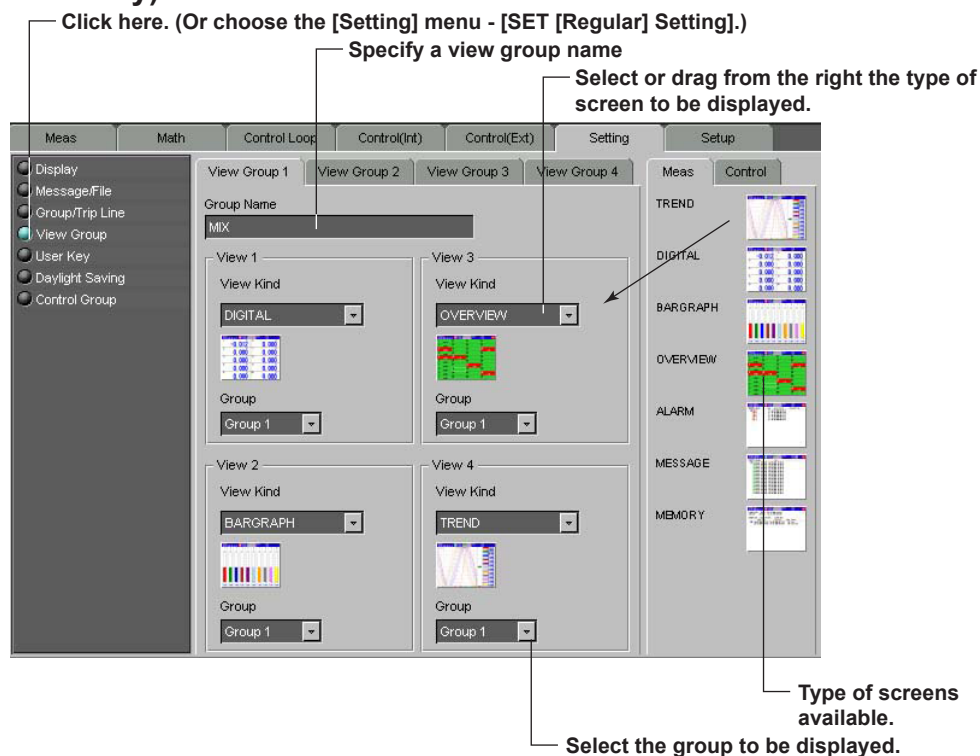 Click here. (Or choose the [Setting] menu - [SET [Regular] Setting].)
Specify a view group name
Select or drag from the right the type of
screen to be displayed.
Meas Math Control Loop Control(Int) Control(Ext) Setting Setup
Display
Message/File
Group/Trip Line
View Group
User Key
Daylight Saving
Control Group
View Group 1 View Group 2 View Group 3 View Group 4
Group Name
MIX
View 1
View Kind
DIGITAL
Group
Group 1
View 3
View Kind
OVERVIEW
Group
Group 1
View 2
View Kind
BARGRAPH
Group
Group 1
View 4
View Kind
TREND
Group
Group 1
Meas Control
TREND
DIGITAL
BARGRAPH
OVERVIEW
ALARM
MESSAGE
MEMORY
Type of screens
available.
Select the group to be displayed.